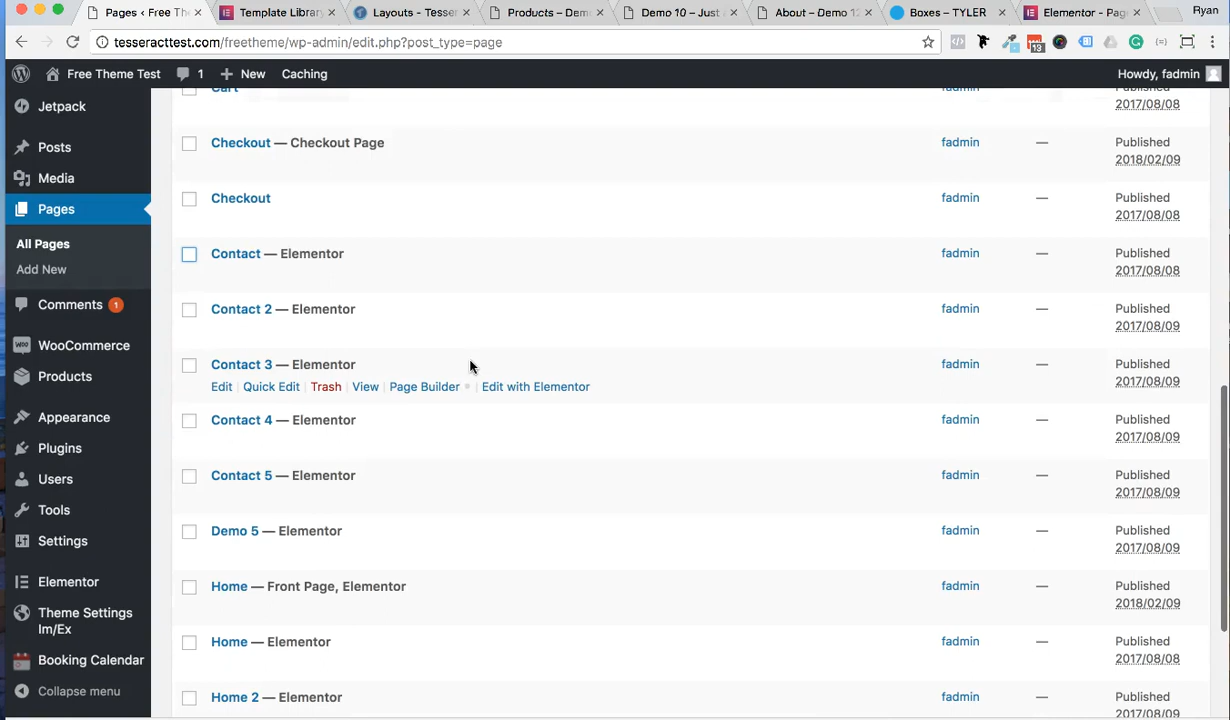 Pages ‹ Free Th
Template Library
Layouts - Tesser
Products – Dem
Demo 10 – Just
About – Demo 12
Boxes – TYLER
Elementor - Pag
Ryan
tesseracttest.com/freetheme/wp-admin/edit.php?post_type=page
13
Free Theme Test
1
New
Caching
Howdy, fadmin
Jetpack
Posts
Media
Pages
All Pages
Add New
Comments 1
WooCommerce
Products
Appearance
Plugins
Users
Tools
Settings
Elementor
Theme Settings
Im/Ex
Booking Calendar
Collapse menu
Cart
fadmin
Published
2017/08/08
Checkout — Checkout Page
fadmin
—
Published
2018/02/09
Checkout
fadmin
—
Published
2017/08/08
Contact — Elementor
fadmin
—
Published
2017/08/08
Contact 2 — Elementor
fadmin
—
Published
2017/08/09
Contact 3 — Elementor
fadmin
—
Published
2017/08/09
Edit | Quick Edit | Trash | View | Page Builder | Edit with Elementor
Contact 4 — Elementor
fadmin
—
Published
2017/08/09
Contact 5 — Elementor
fadmin
—
Published
2017/08/09
Demo 5 — Elementor
fadmin
—
Published
2017/08/09
Home — Front Page, Elementor
fadmin
—
Published
2018/02/09
Home — Elementor
fadmin
—
Published
2017/08/08
Home 2 — Elementor
fadmin
—
Published
2017/08/09